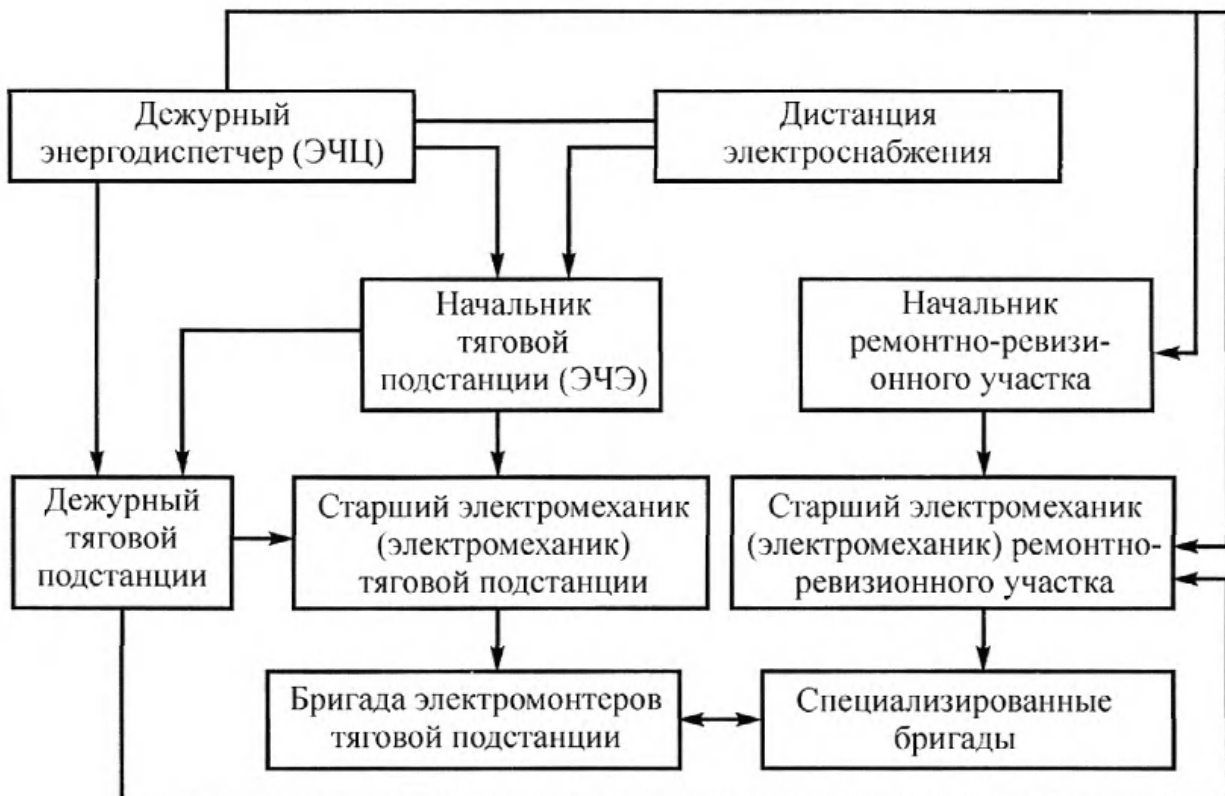 Дежурный
энергодиспетчер (ЭЧЦ)
Дистанция
электроснабжения
Начальник
тяговой
подстанции (ЭЧЭ)
Начальник
ремонтно-ревизи-
онного участка
Дежурный
тяговой
подстанции
Старший электромеханик
(электромеханик)
тяговой подстанции
Старший электромеханик
(электромеханик) ремонтно-
ревизионного участка
Бригада электромонтеров
тяговой подстанции
Специализированные
бригады